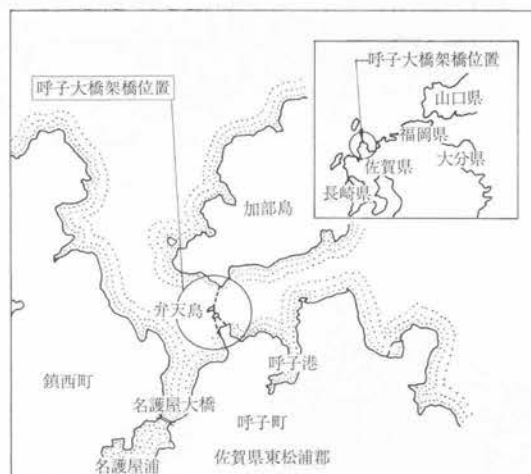 呼子大橋架橋位置
呼子大橋架橋位置
山口県
福岡県
大分県
佐賀県
長崎県
加部島
弁天島
呼子港
鎮西町
名護屋大橋
呼子町
名護屋浦
佐賀県東松浦郡